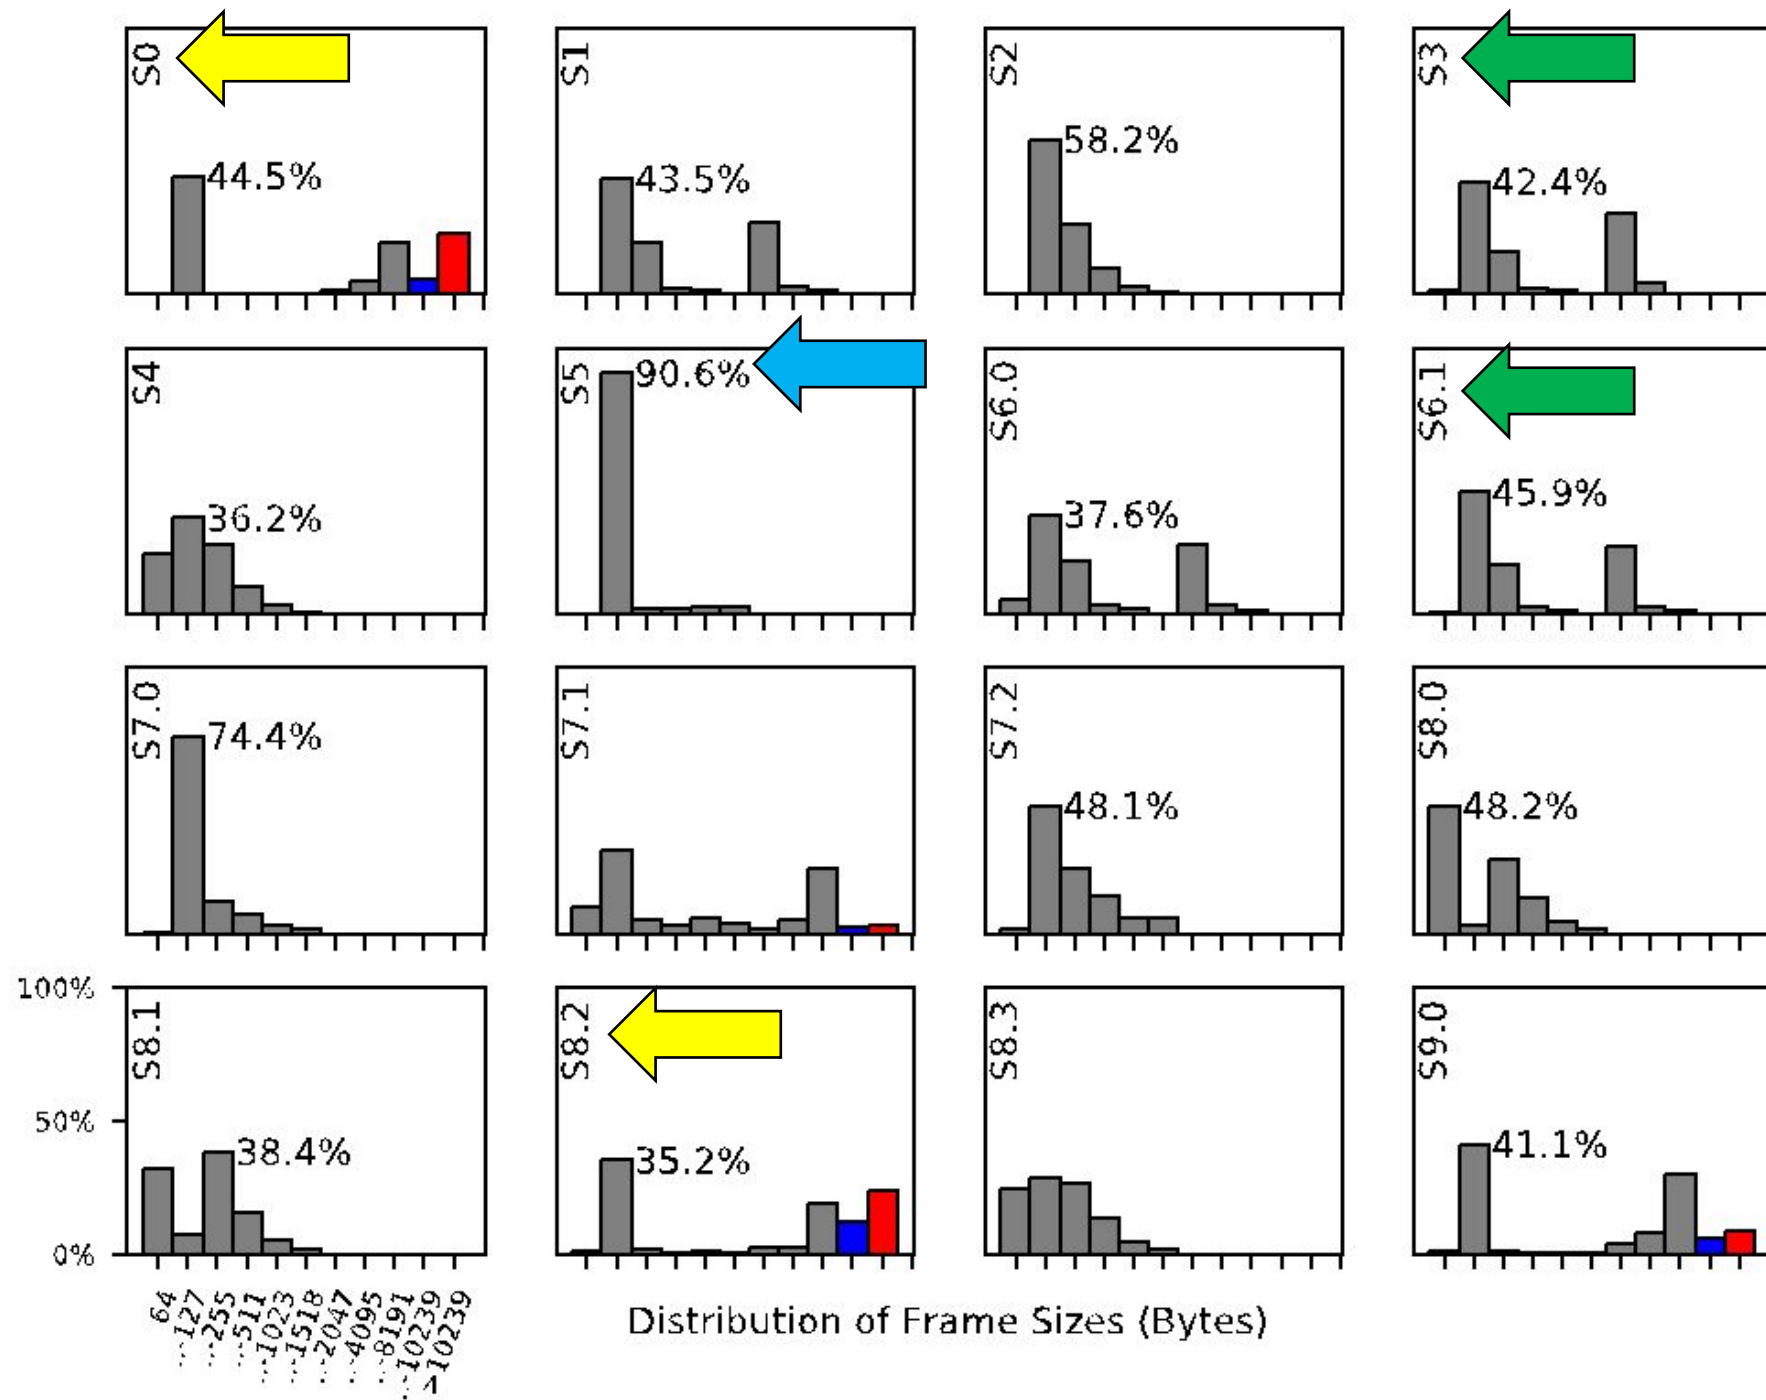 S0
44.5%
S1
43.5%
S2
58.2%
S3
42.4%
S4
36.2%
S5
90.6%
S6.0
37.6%
S6.1
45.9%
S7.0
74.4%
S7.1
S7.2
48.1%
S8.0
48.2%
100%
50%
0%
S8.1
38.4%
S8.2
35.2%
S8.3
S9.0
41.1%
64
...-127
...-255
...-511
...-1023
...-1518
...-2047
...-4095
...-8191
...-10239
>10239
Distribution of Frame Sizes (Bytes)